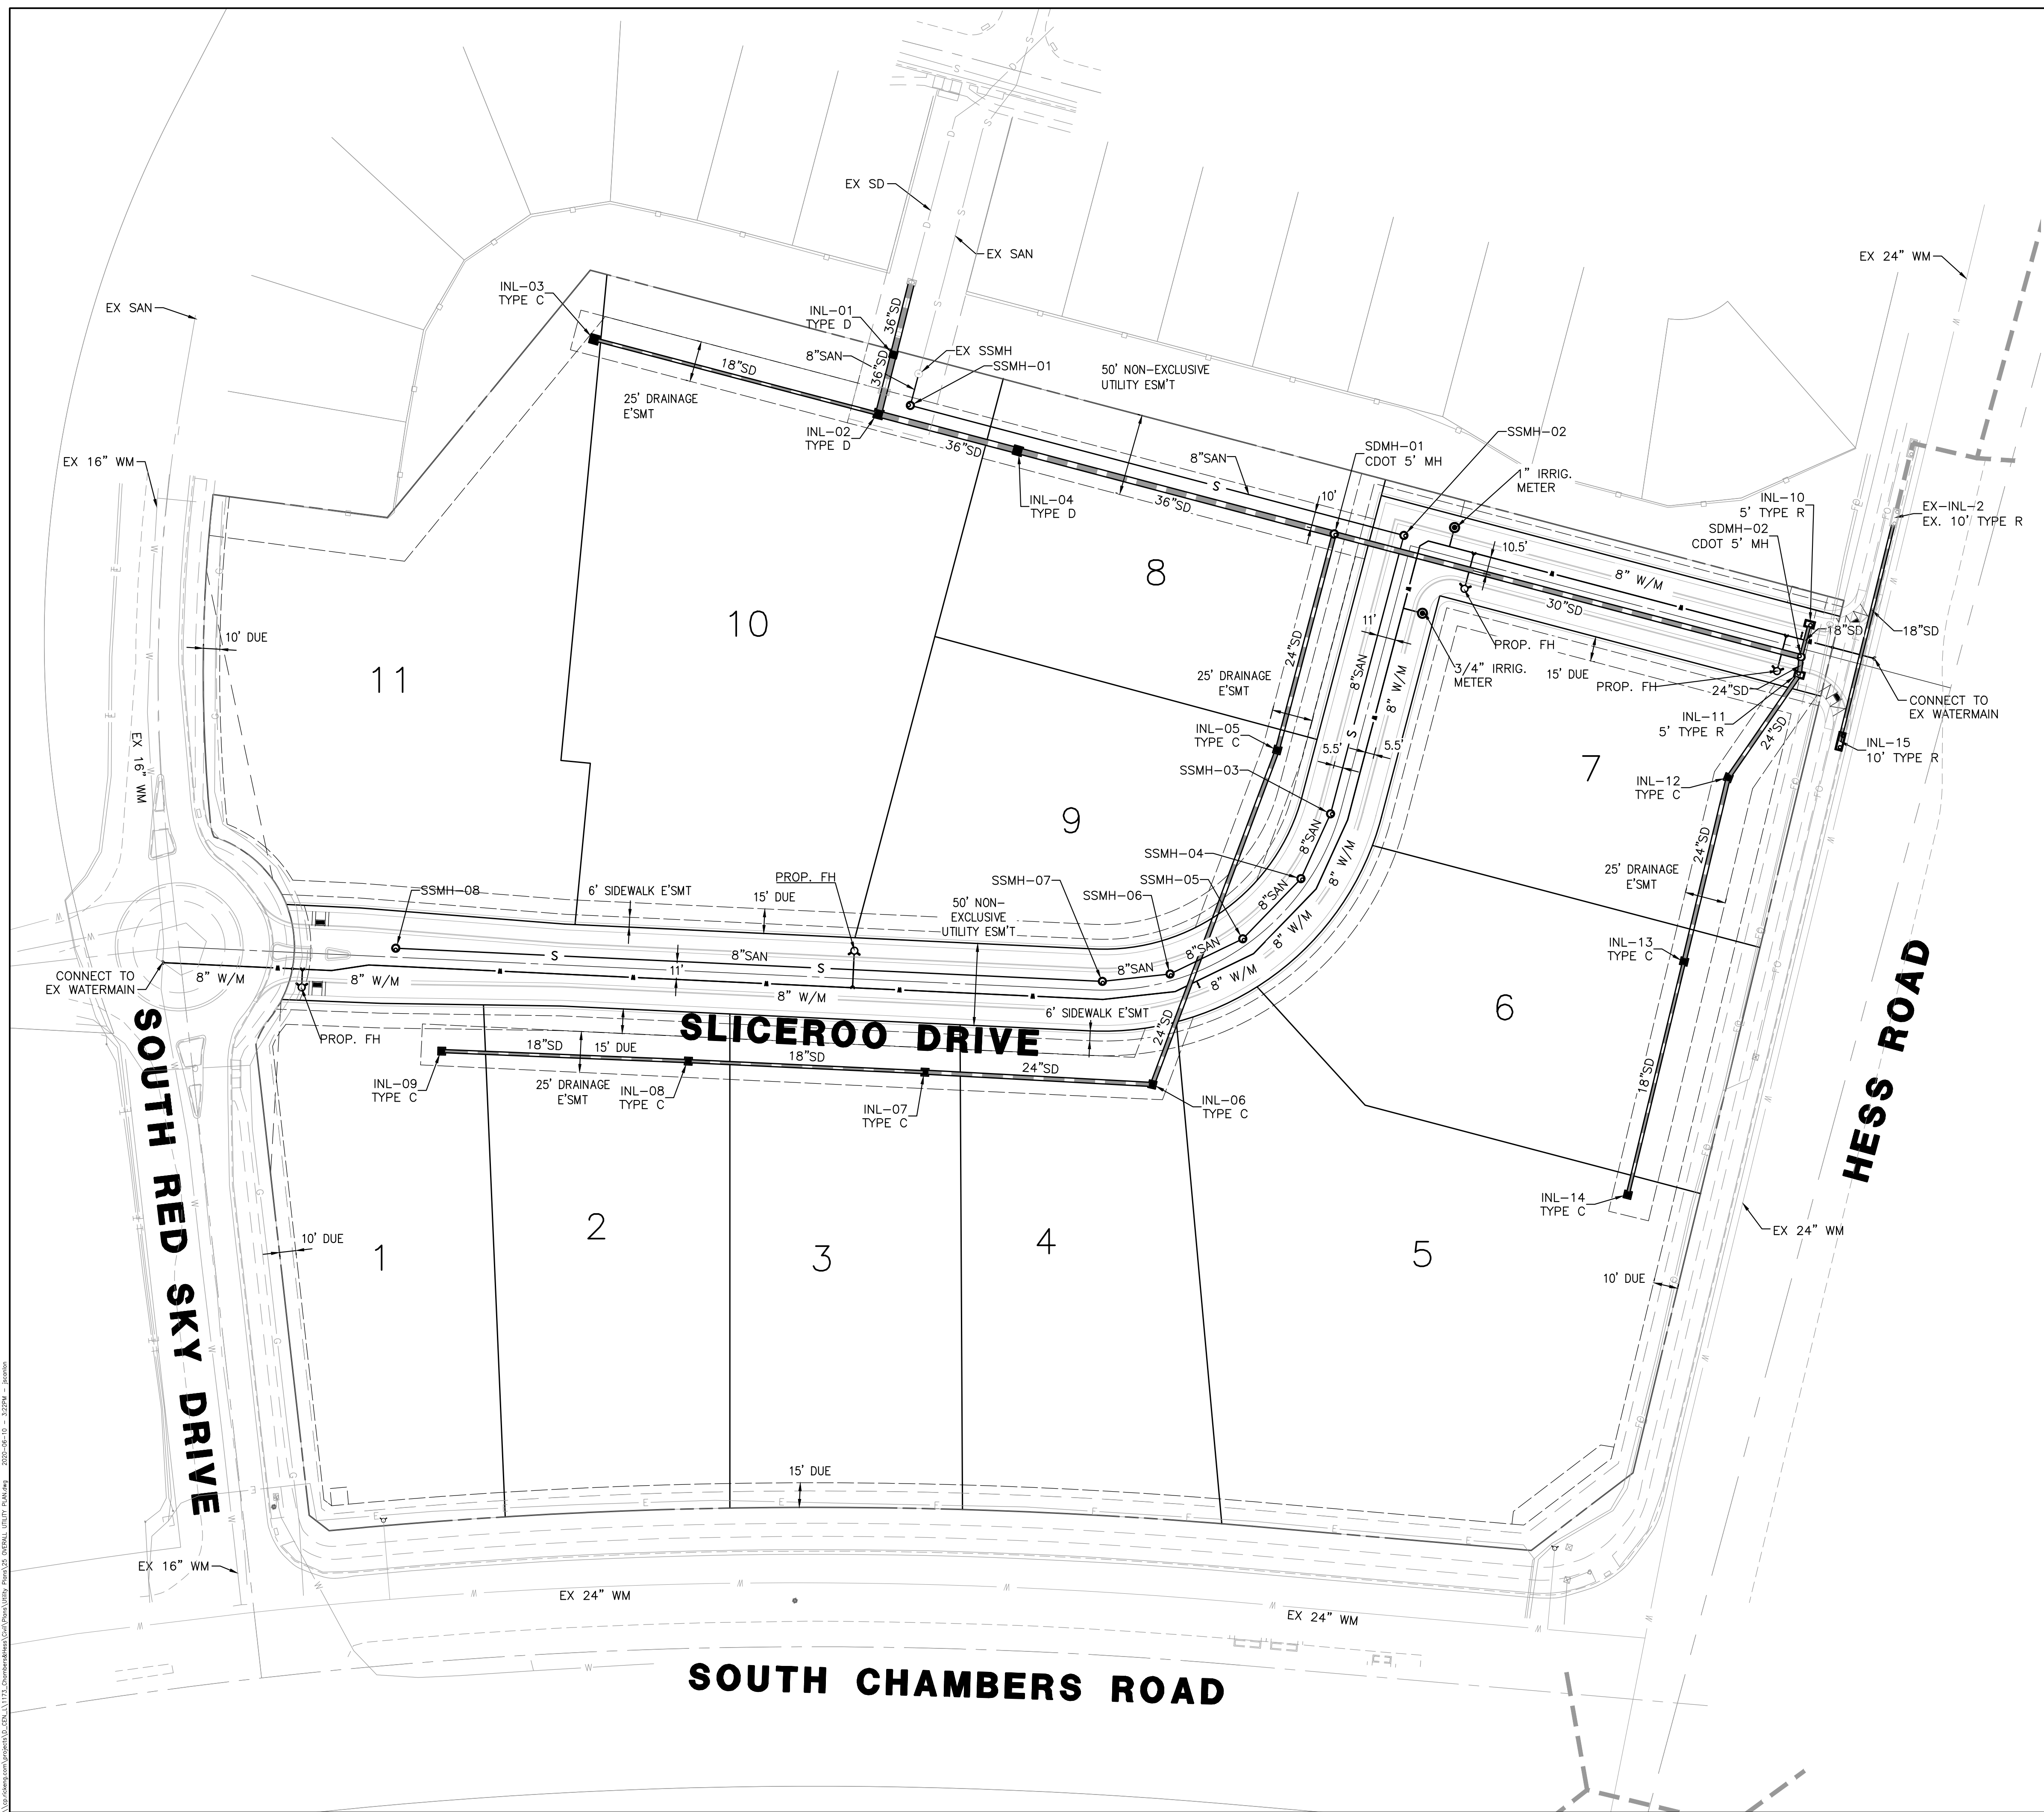 EX SD
EX SAN
EX 24" WM
INL-03
TYPE C
INL-01
TYPE D
36"SD
EX SAN
8"SAN
EX SSMH
SSMH-01
36"SD
18"SD
50' NON-EXCLUSIVE
UTILITY ESM'T
25' DRAINAGE
E'SMT
INL-02
TYPE D
36"SD
SSMH-02
SDMH-01
CDOT 5' MH
8"SAN
S
EX 16" WM
1" IRRIG.
METER
10'
INL-04
TYPE D
36"SD
INL-10
5' TYPE R
EX-INL-2
EX. 10' TYPE R
SDMH-02
CDOT 5' MH
10.5'
8" W/M
8
30"SD
10
11'
18"SD
18"SD
10' DUE
PROP. FH
24"SD
3/4" IRRIG.
METER
15' DUE
PROP. FH
24"SD
11
25' DRAINAGE
E'SMT
8"SAN
8" W/M
CONNECT TO
EX WATERMAIN
INL-11
5' TYPE R
INL-05
TYPE C
S
5.5'
5.5'
24"SD
INL-15
10' TYPE R
EX 16" WM
SSMH-03
7
INL-12
TYPE C
9
8"SAN
24"SD
SSMH-04
8" W/M
25' DRAINAGE
E'SMT
SSMH-08
PROP. FH
SSMH-07
SSMH-05
6' SIDEWALK E'SMT
15' DUE
SSMH-06
8"SAN
50' NON-
EXCLUSIVE
UTILITY ESM'T
8" W/M
INL-13
TYPE C
S
8"SAN
8"SAN
S
11'
8"SAN
CONNECT TO
EX WATERMAIN
8" W/M
8" W/M
8" W/M
8" W/M
6' SIDEWALK E'SMT
6
PROP. FH
SLICEROO DRIVE
24"SD
18"SD
15' DUE
18"SD
24"SD
18"SD
INL-09
TYPE C
25' DRAINAGE
E'SMT
INL-08
TYPE C
INL-07
TYPE C
INL-06
TYPE C
HESS ROAD
SOUTH RED SKY DRIVE
INL-14
TYPE C
EX 24" WM
10' DUE
1
2
3
4
5
10' DUE
15' DUE
EX 16" WM
EX 24" WM
EX 24" WM
SOUTH CHAMBERS ROAD